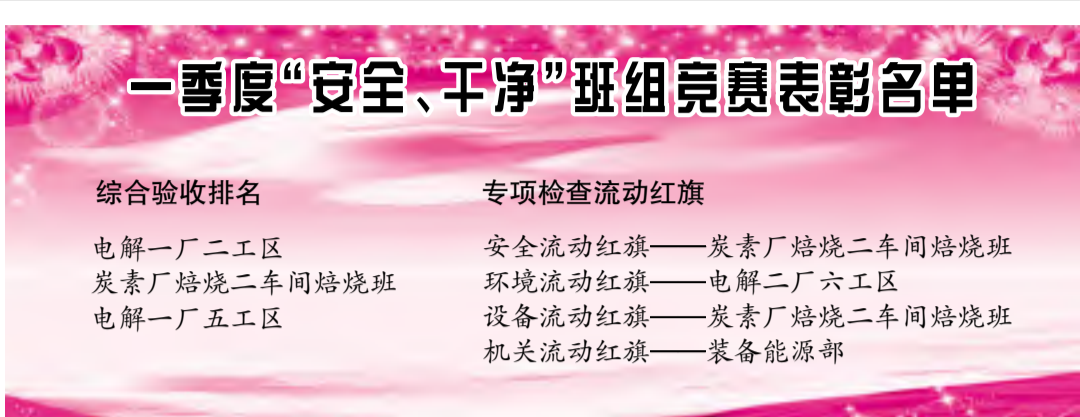 一季度“安全、干净”班组竞赛表彰名单
综合验收排名
电解一厂二工区
炭素厂焙烧二车间焙烧班
电解一厂五工区
专项检查流动红旗
安全流动红旗——炭素厂焙烧二车间焙烧班
环境流动红旗——电解二厂六工区
设备流动红旗——炭素厂焙烧二车间焙烧班
机关流动红旗——装备能源部